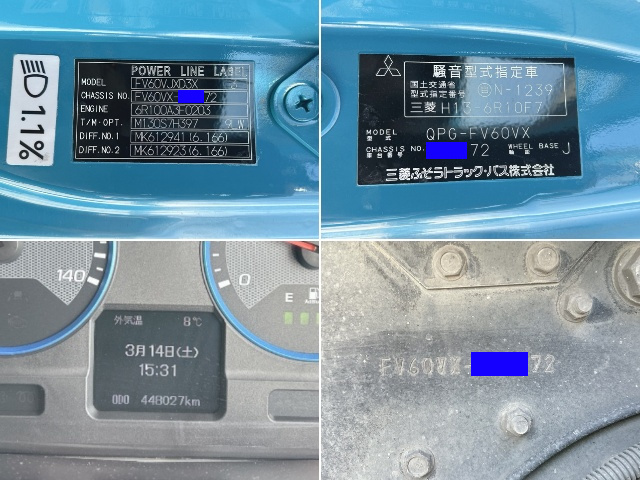 1.1%
POWER LINE LABEL
MODEL FV60VJXD3X
CHASSIS NO. FV60VX- 72
ENGINE 6R100A3F0203
T/M・OPT. M130S7/H397 9 W
DIFF.NO.1 MK612941(6.166)
DIFF.NO.2 MK612923(6.166)
騒音型式指定車
国土交通省
型式指定番号 N-1239
三菱 H13-6R10F7
MODEL
型式 QPG-FV60VX
CHASSIS NO.
車台番号 72 WHEEL BASE
軸距 J
三菱ふそうトラック・バス株式会社
140
0
E
外気温 8℃
3月14日(土)
15:31
ODO 448027km
FV60VX- 72